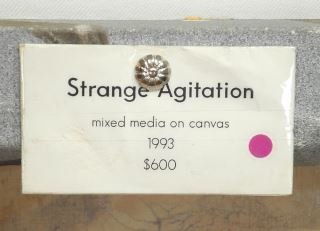 Strange Agitation
mixed media on canvas
1993
$600